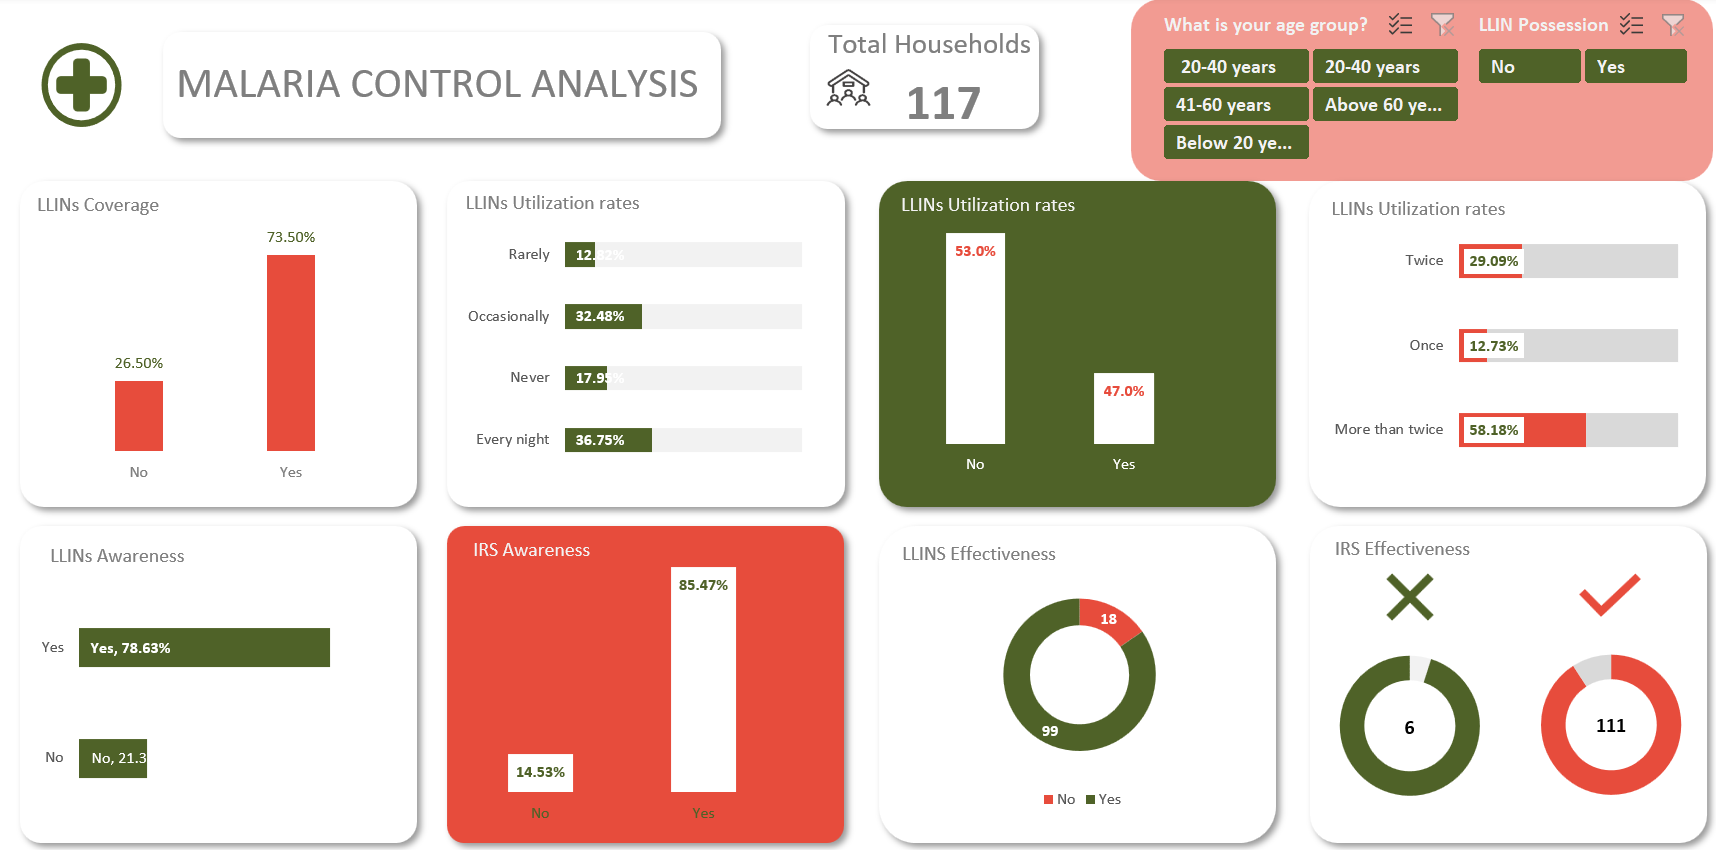 MALARIA CONTROL ANALYSIS
Total Households
117
What is your age group?
20-40 years
20-40 years
41-60 years
Above 60 ye...
Below 20 ye...
LLIN Possession
No
Yes
LLINs Coverage
73.50%
26.50%
No
Yes
LLINs Utilization rates
Rarely
12.82%
Occasionally
32.48%
Never
17.95%
Every night
36.75%
LLINs Utilization rates
53.0%
47.0%
No
Yes
LLINs Utilization rates
Twice
29.09%
Once
12.73%
More than twice
58.18%
LLINs Awareness
Yes
Yes, 78.63%
No
No, 21.3
IRS Awareness
85.47%
14.53%
No
Yes
LLINS Effectiveness
18
99
No
Yes
IRS Effectiveness
6
111